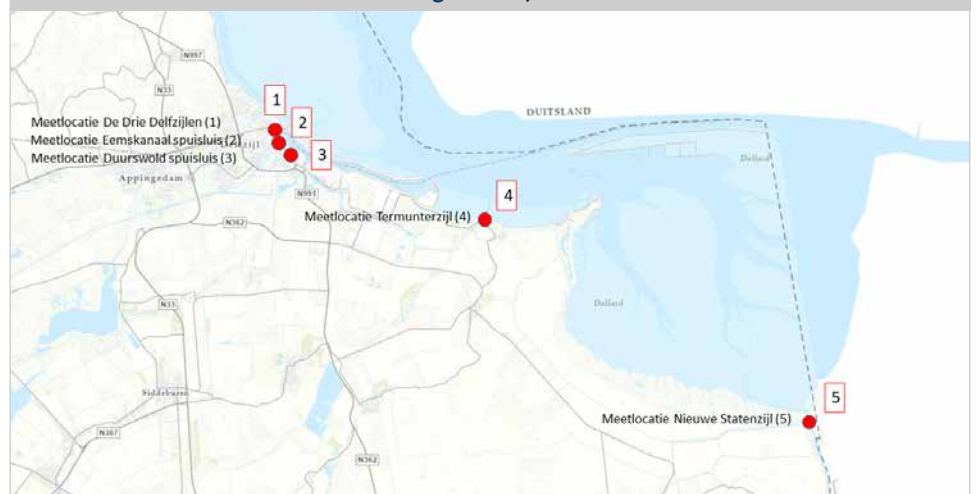 N997
N33
1
DUITSLAND
Meetlocatie De Drie Delfzijlen (1)
2
Meetlocatie Eemskanaal spuisluis (2)
Meetlocatie Duurswold spuisluis (3)
3
Dollard
Appingedam
N991
4
N362
Meetlocatie Termunterzijl (4)
N33
Dollard
Siddeburen
5
Meetlocatie Nieuwe Statenzijl (5)
N387
N362